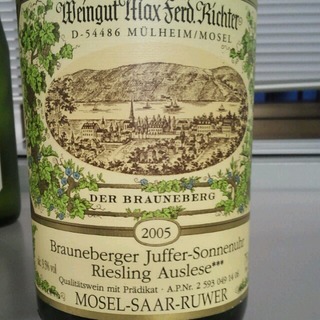 Weingut Max Ferd. Richter
D-54486 MÜLHEIM/MOSEL
DER BRAUNEBERG
2005
Brauneberger Juffer-Sonnenuhr
Riesling Auslese***
Qualitätswein mit Prädikat · A.P.Nr. 2 593 049 14 06
MOSEL-SAAR-RUWER